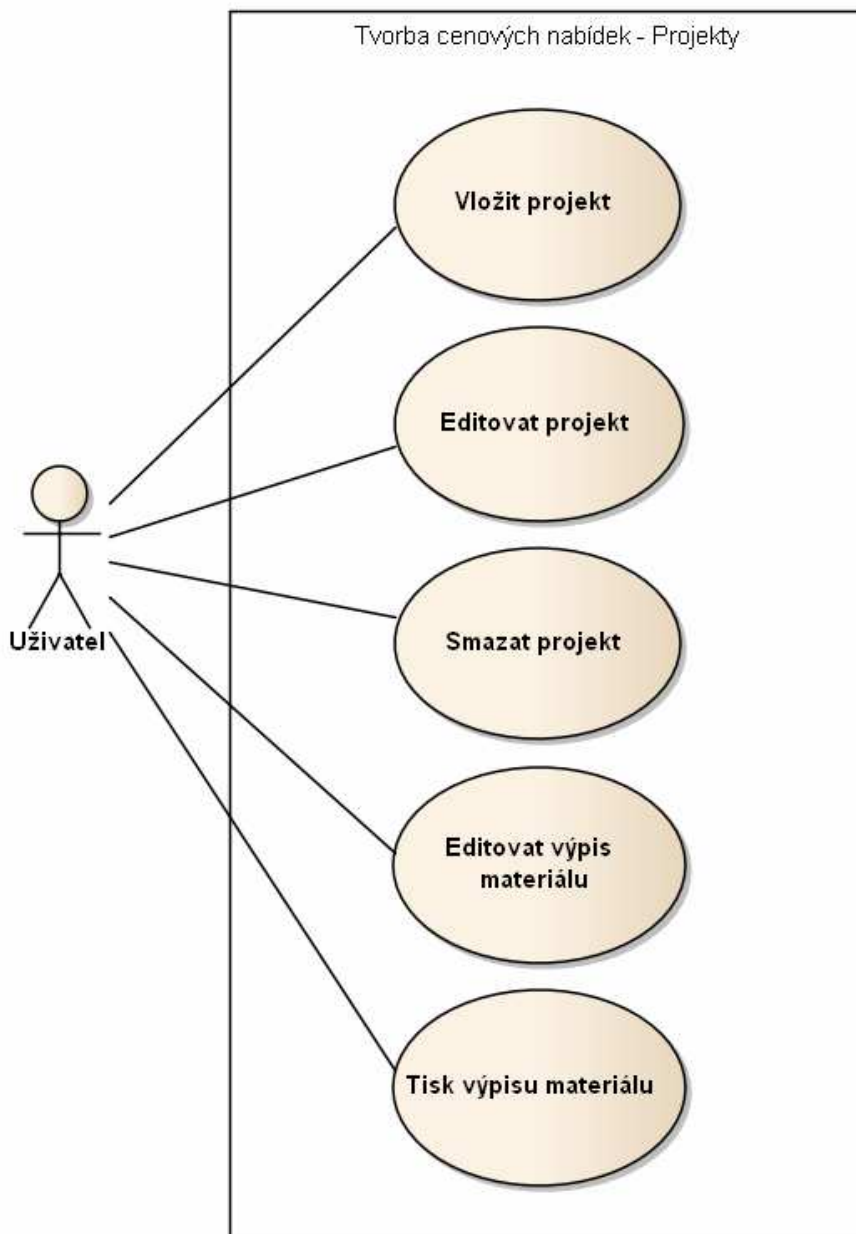 Tvorba cenových nabídek - Projekty
Vložit projekt
Editovat projekt
Uživatel
Smazat projekt
Editovat výpis
materiálu
Tisk výpisu materiálu